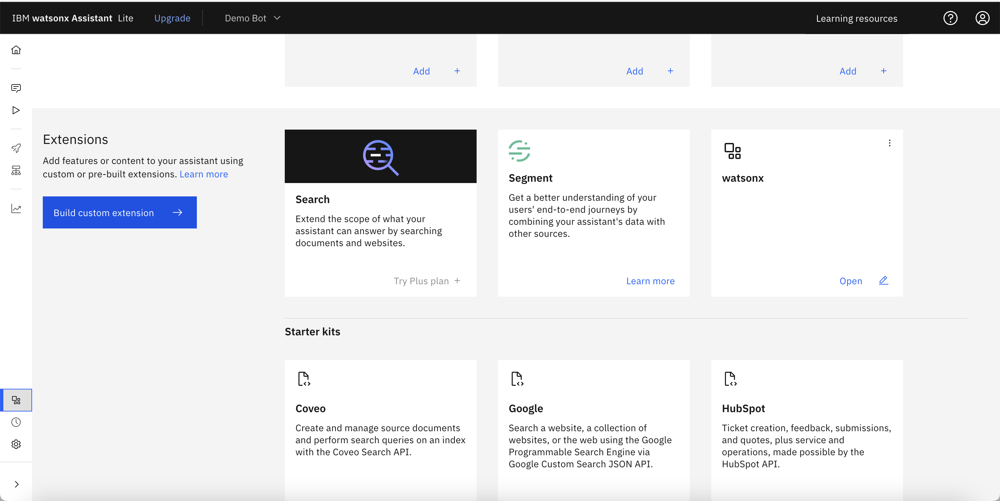 IBM watsonx Assistant Lite Upgrade Demo Bot Learning resources
Add + Add + Add +
Extensions
Add features or content to your assistant using
custom or pre-built extensions. Learn more
Build custom extension
Search
Extend the scope of what your
assistant can answer by searching
documents and websites.
Try Plus plan +
Segment
Get a better understanding of your
users' end-to-end journeys by
combining your assistant's data with
other sources.
Learn more
watsonx
Open
Starter kits
Coveo
Create and manage source documents
and perform search queries on an index
with the Coveo Search API.
Google
Search a website, a collection of
websites, or the web using the Google
Programmable Search Engine via
Google Custom Search JSON API.
HubSpot
Ticket creation, feedback, submissions,
and quotes, plus service and
operations, made possible by the
HubSpot API.